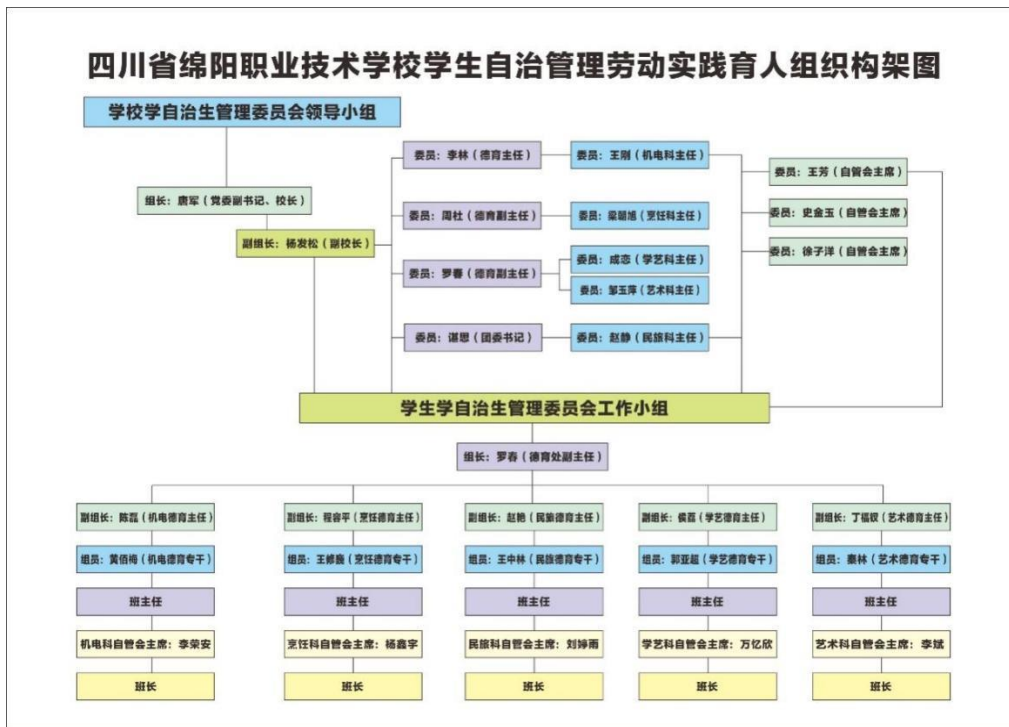 四川省绵阳职业技术学校学生自治管理劳动实践育人组织构架图
学校学自治生管理委员会领导小组
组长：唐军（党委副书记、校长）
副组长：杨发松（副校长）
委员：李林（德育主任）
委员：王刚（机电科主任）
委员：王芳（自管会主席）
委员：周杜（德育副主任）
委员：梁曌旭（烹饪科主任）
委员：史金玉（自管会主席）
委员：罗春（德育副主任）
委员：成恋（学艺科主任）
委员：邹玉萍（艺术科主任）
委员：徐子洋（自管会主席）
委员：谌思（团委书记）
委员：赵静（民旅科主任）
学生学自治生管理委员会工作小组
组长：罗春（德育处副主任）
副组长：陈磊（机电德育主任）
副组长：程容平（烹饪德育主任）
副组长：赵艳（民旅德育主任）
副组长：侯荔（学艺德育主任）
副组长：丁福钗（艺术德育主任）
组员：黄佰梅（机电德育专干）
组员：王修巍（烹饪德育专干）
组员：王中林（民旅德育专干）
组员：郭亚超（学艺德育专干）
组员：秦林（艺术德育专干）
班主任
班主任
班主任
班主任
班主任
机电科自管会主席：李荣安
烹饪科自管会主席：杨鑫宇
民旅科自管会主席：刘婷雨
学艺科自管会主席：万忆欣
艺术科自管会主席：李斌
班长
班长
班长
班长
班长